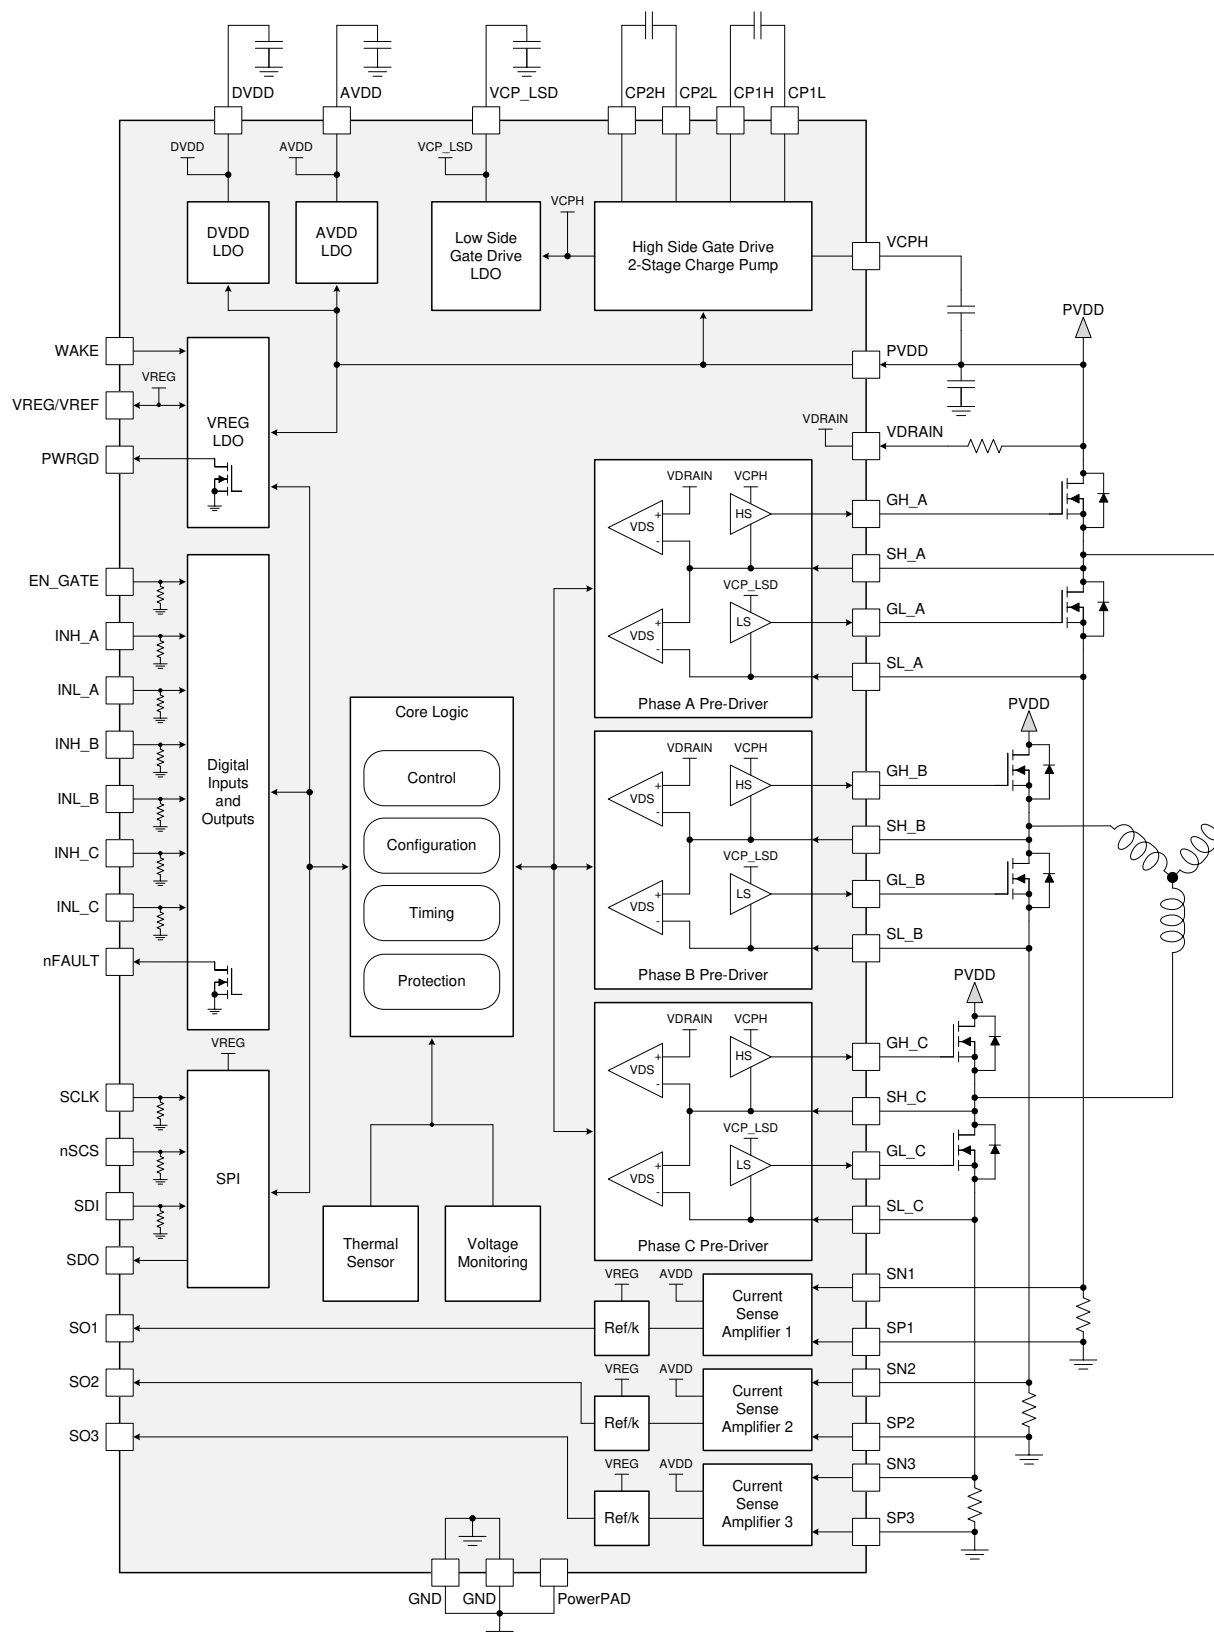 DVDD
AVDD
VCP_LSD
CP2H
CP2L
CP1H
CP1L
DVDD
AVDD
VCP_LSD
VCPH
DVDD
LDO
AVDD
LDO
Low Side
Gate Drive
LDO
High Side Gate Drive
2-Stage Charge Pump
VCPH
PVDD
WAKE
PVDD
VREG
VREG/VREF
VREG
LDO
PWRGD
VDRAIN
VDRAIN
VDRAIN
VCPH
+
VDS
-
HS
GH_A
SH_A
VCP_LSD
+
VDS
-
LS
GL_A
SL_A
Phase A Pre-Driver
EN_GATE
INH_A
INL_A
INH_B
INL_B
INH_C
INL_C
nFAULT
Digital
Inputs
and
Outputs
Core Logic
Control
Configuration
Timing
Protection
PVDD
VDRAIN
VCPH
+
VDS
-
HS
GH_B
SH_B
VCP_LSD
+
VDS
-
LS
GL_B
SL_B
Phase B Pre-Driver
PVDD
VDRAIN
VCPH
+
VDS
-
HS
GH_C
SH_C
VCP_LSD
+
VDS
-
LS
GL_C
SL_C
Phase C Pre-Driver
VREG
SCLK
nSCS
SDI
SDO
SPI
Thermal
Sensor
Voltage
Monitoring
SO1
VREG
Ref/k
AVDD
Current
Sense
Amplifier 1
SN1
SP1
SO2
VREG
Ref/k
AVDD
Current
Sense
Amplifier 2
SN2
SP2
SO3
VREG
Ref/k
AVDD
Current
Sense
Amplifier 3
SN3
SP3
GND
GND
PowerPAD